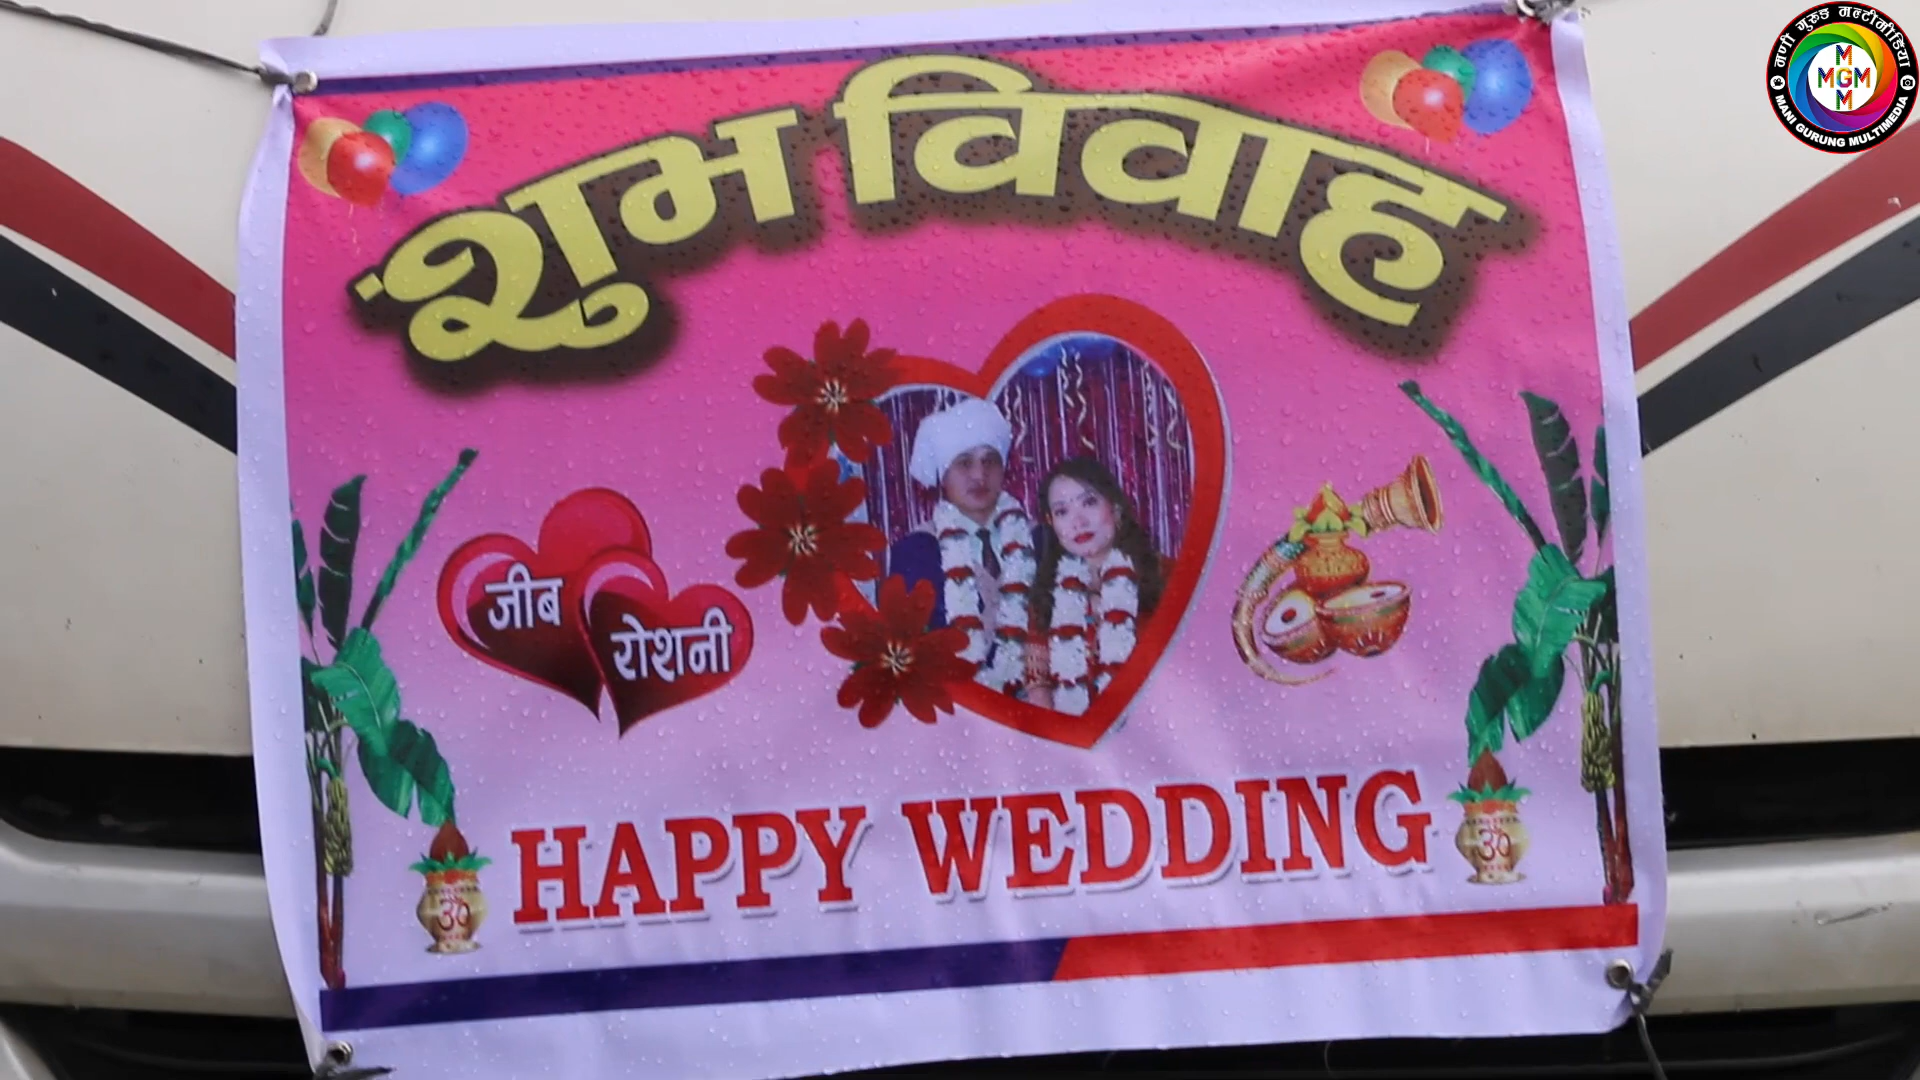 शुभ विवाह
जीब
रोशनी
HAPPY WEDDING
ॐ
ॐ
मणी गुरुङ मल्टीमीडिया
M
MGM
M
MANI GURUNG MULTIMEDIA